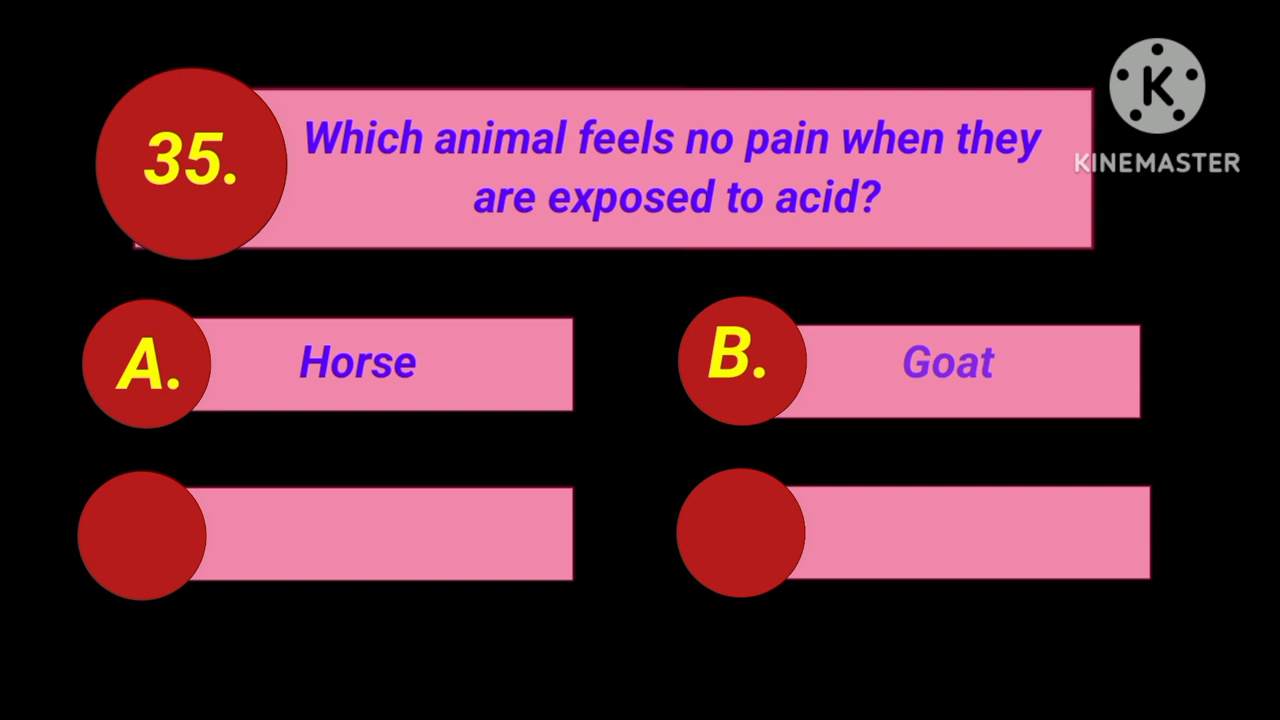 35.
Which animal feels no pain when they
are exposed to acid?
K
KINEMASTER
A.
Horse
B.
Goat